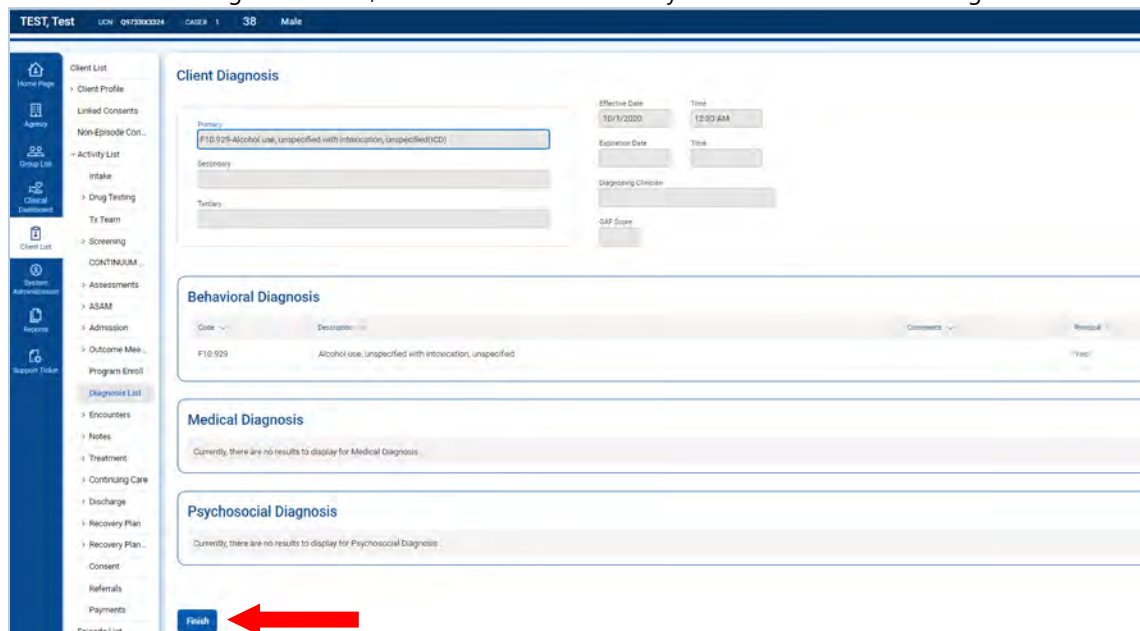 TEST, Test UCN CASE# 1 38 Male
Home Page
Agency
Group List
Clinical Dashboard
Client List
System Administration
Reports
Support Ticket
Client List
Client Profile
Linked Consents
Non-Episode Con...
Activity List
Intake
Drug Testing
Tx Team
Screening
CONTINUUM ...
Assessments
ASAM
Admission
Outcome Mea...
Program Enroll
Diagnosis List
Encounters
Notes
Treatment
Continuing Care
Discharge
Recovery Plan
Recovery Plan...
Consent
Referrals
Payments
Episode List
Client Diagnosis
Primary
F10.929-Alcohol use, unspecified with intoxication, unspecified(ICD)
Secondary
Tertiary
Effective Date Time
10/1/2020 12:00 AM
Expiration Date Time
Diagnosing Clinician
GAF Score
Behavioral Diagnosis
Code Description Comments Principal
F10.929 Alcohol use, unspecified with intoxication, unspecified Yes
Medical Diagnosis
Currently, there are no results to display for Medical Diagnosis.
Psychosocial Diagnosis
Currently, there are no results to display for Psychosocial Diagnosis.
Finish